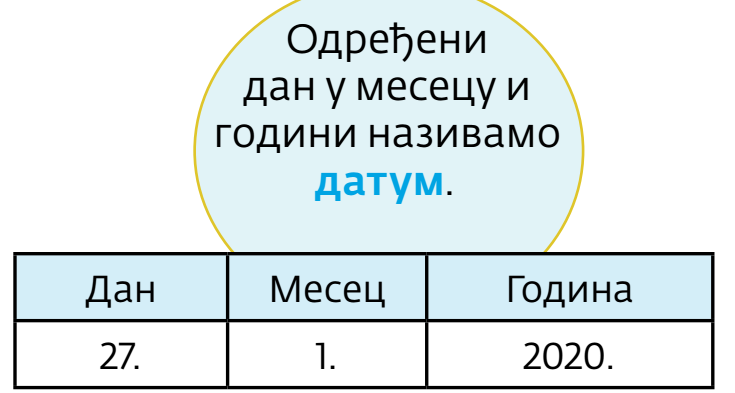 Одређени
дан у месецу и
години називамо
датум.
Дан Месец Година
27. 1. 2020.